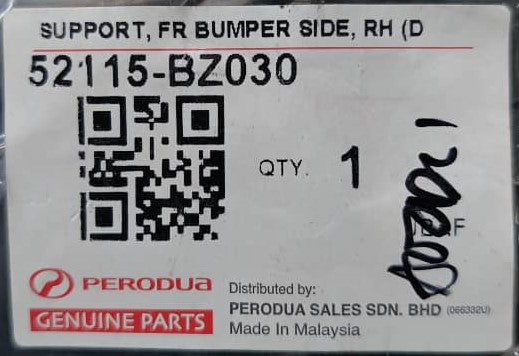 SUPPORT, FR BUMPER SIDE, RH (D
52115-BZ030
QTY. 1
PERODUA
GENUINE PARTS
Distributed by:
PERODUA SALES SDN. BHD (066332U)
Made In Malaysia